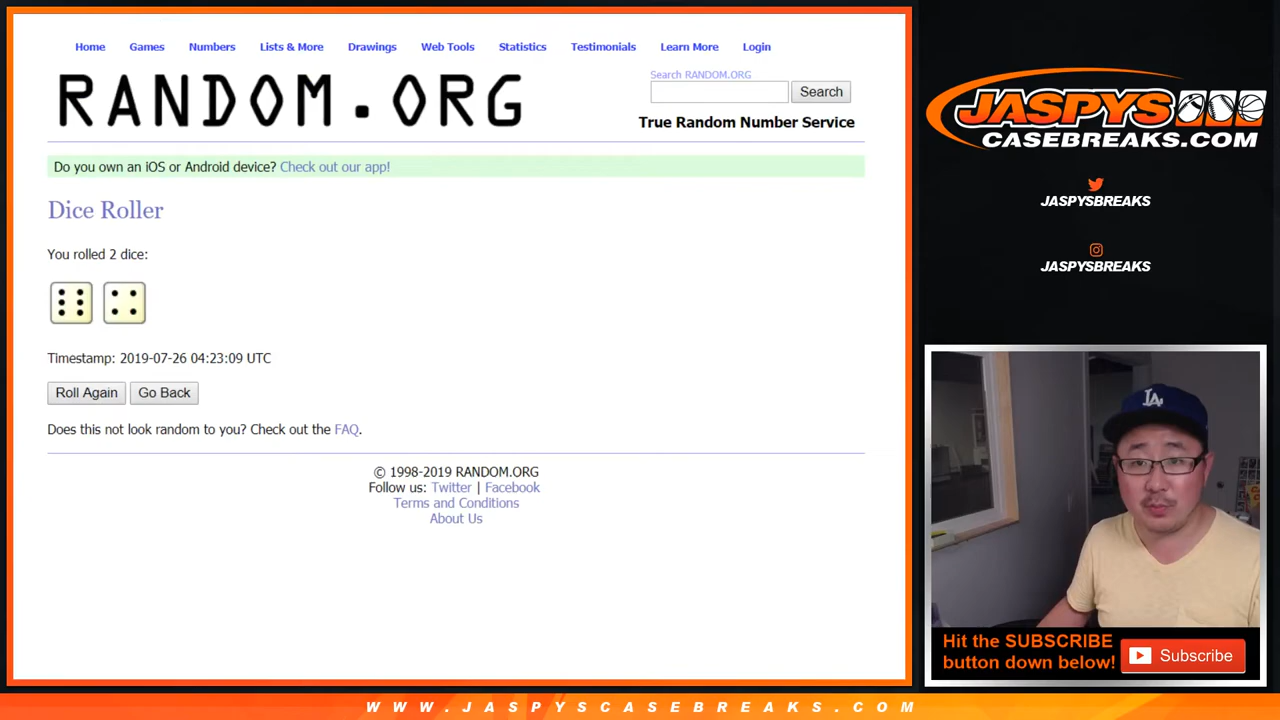 Home Games Numbers Lists & More Drawings Web Tools Statistics Testimonials Learn More Login
RANDOM.ORG
Search RANDOM.ORG
Search
True Random Number Service
Do you own an iOS or Android device? Check out our app!
Dice Roller
You rolled 2 dice:
Timestamp: 2019-07-26 04:23:09 UTC
Roll Again Go Back
Does this not look random to you? Check out the FAQ.
© 1998-2019 RANDOM.ORG
Follow us: Twitter | Facebook
Terms and Conditions
About Us
JASPYS
CASEBREAKS.COM
JASPYSBREAKS
JASPYSBREAKS
LA
Hit the SUBSCRIBE
button down below!
Subscribe
WWW.JASPYSCASEBREAKS.COM